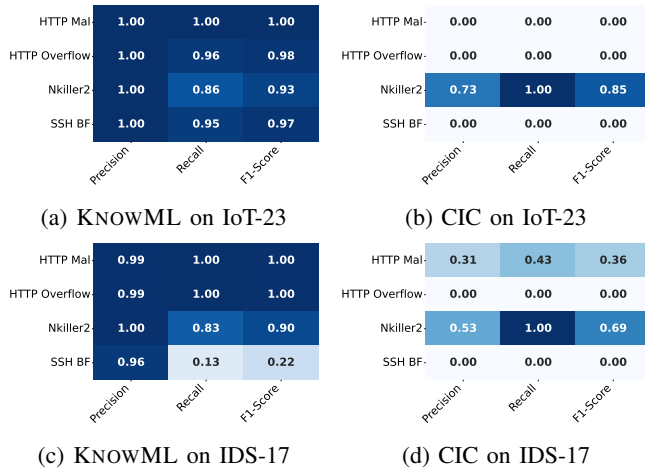 HTTP Mal 1.00 1.00 1.00
HTTP Overflow 1.00 0.96 0.98
Nkiller2 1.00 0.86 0.93
SSH BF 1.00 0.95 0.97
Precision Recall F1-Score
(a) KNOWML on IoT-23
HTTP Mal 0.00 0.00 0.00
HTTP Overflow 0.00 0.00 0.00
Nkiller2 0.73 1.00 0.85
SSH BF 0.00 0.00 0.00
Precision Recall F1-Score
(b) CIC on IoT-23
HTTP Mal 0.99 1.00 1.00
HTTP Overflow 0.99 1.00 1.00
Nkiller2 1.00 0.83 0.90
SSH BF 0.96 0.13 0.22
Precision Recall F1-Score
(c) KNOWML on IDS-17
HTTP Mal 0.31 0.43 0.36
HTTP Overflow 0.00 0.00 0.00
Nkiller2 0.53 1.00 0.69
SSH BF 0.00 0.00 0.00
Precision Recall F1-Score
(d) CIC on IDS-17